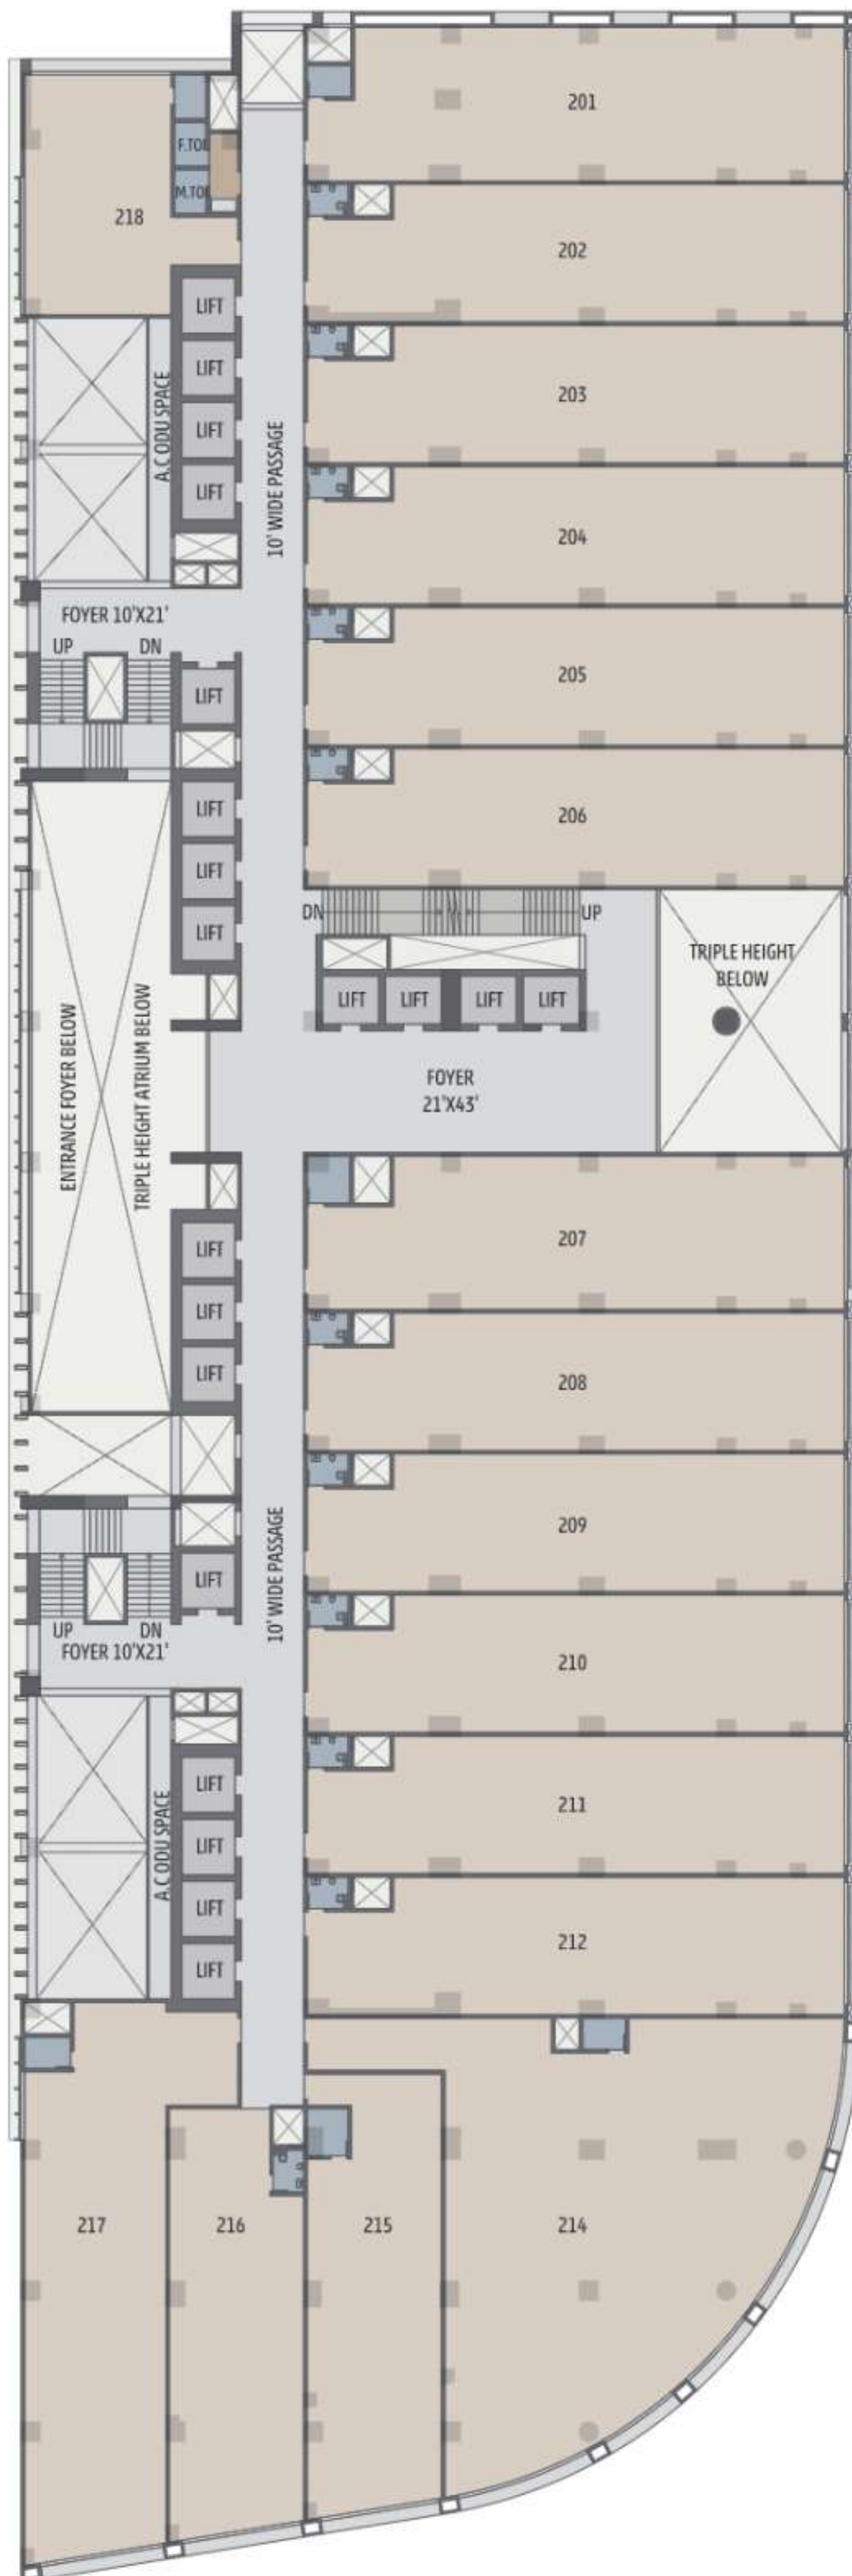 201
F.TOI
M.TOI
218
202
LIFT
LIFT
A.C ODU SPACE
203
LIFT
LIFT
10' WIDE PASSAGE
204
FOYER 10'X21'
UP
DN
205
LIFT
LIFT
206
LIFT
LIFT
DN
UP
TRIPLE HEIGHT
BELOW
LIFT
LIFT
LIFT
LIFT
ENTRANCE FOYER BELOW
TRIPLE HEIGHT ATRIUM BELOW
FOYER
21'X43'
207
LIFT
LIFT
LIFT
208
209
10' WIDE PASSAGE
LIFT
UP
DN
FOYER 10'X21'
210
LIFT
211
A.C ODU SPACE
LIFT
LIFT
212
LIFT
217
216
215
214